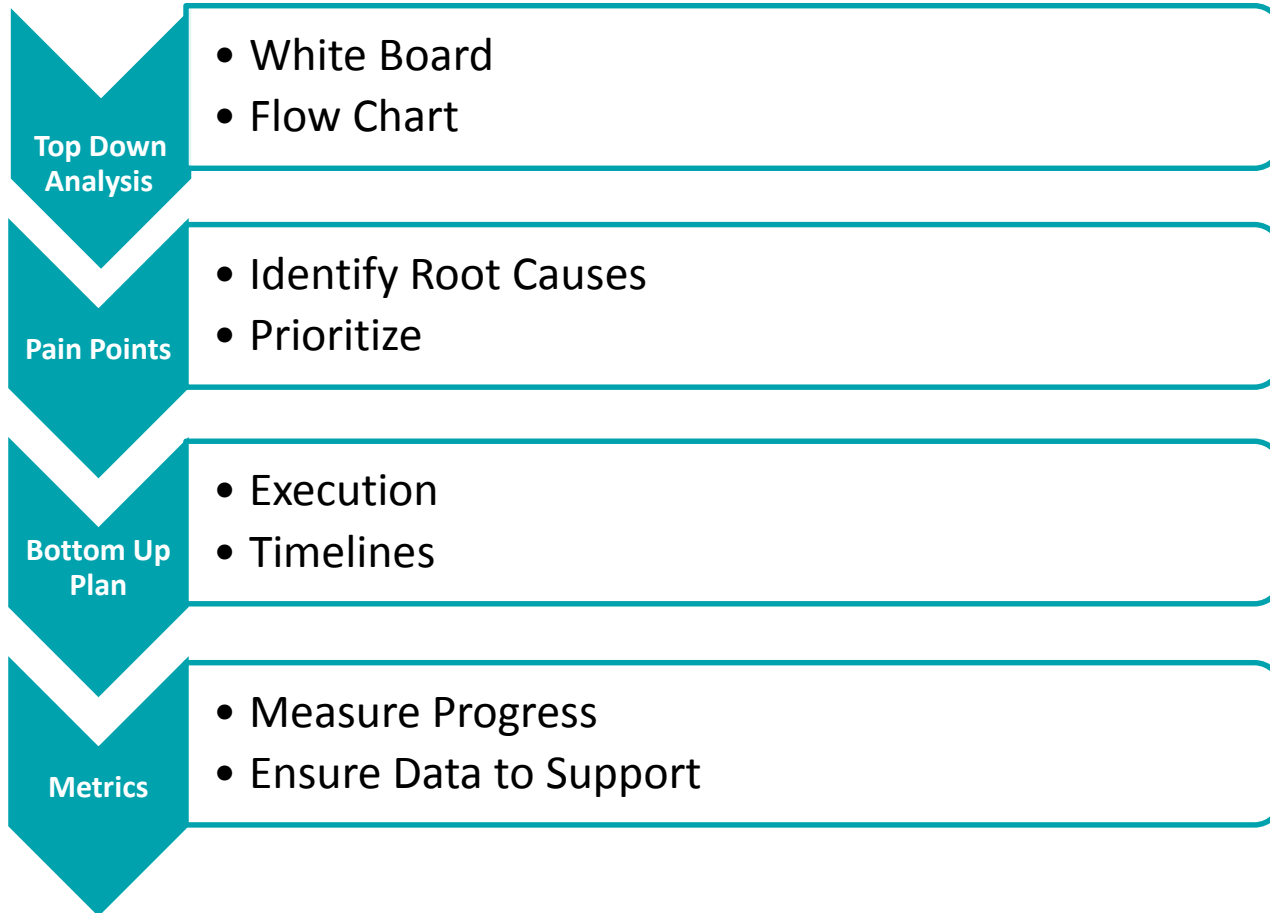 Top Down
Analysis
• White Board
• Flow Chart
Pain Points
• Identify Root Causes
• Prioritize
Bottom Up
Plan
• Execution
• Timelines
Metrics
• Measure Progress
• Ensure Data to Support